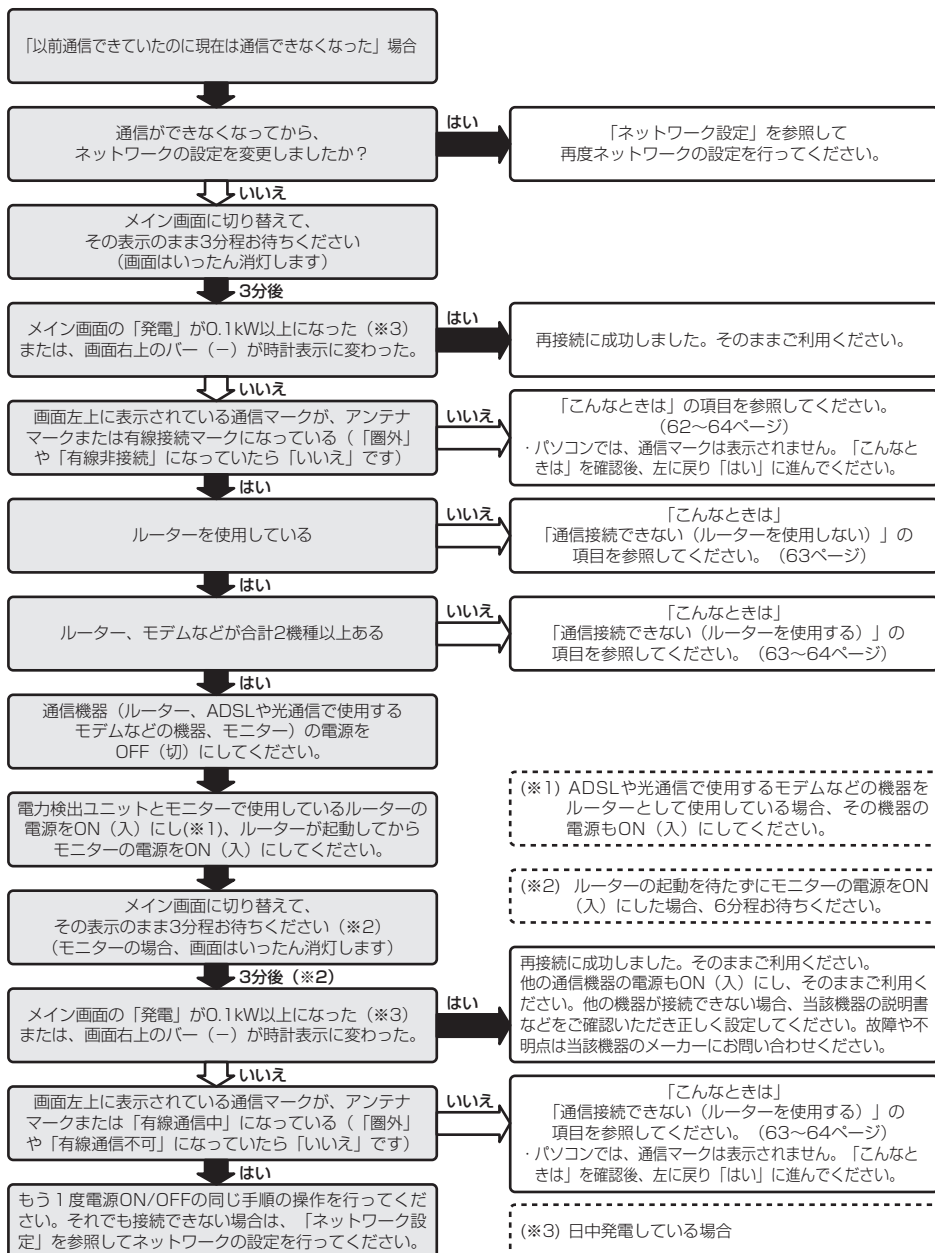 「以前通信できていたのに現在は通信できなくなった」場合
通信ができなくなってから、
ネットワークの設定を変更しましたか？
はい
「ネットワーク設定」を参照して
再度ネットワークの設定を行ってください。
いいえ
メイン画面に切り替えて、
その表示のまま3分程お待ちください
（画面はいったん消灯します）
3分後
メイン画面の「発電」が0.1kW以上になった（※3）
または、画面右上のバー（－）が時計表示に変わった。
はい
再接続に成功しました。そのままご利用ください。
いいえ
画面左上に表示されている通信マークが、アンテナ
マークまたは有線接続マークになっている（「圏外」
や「有線非接続」になっていたら「いいえ」です）
いいえ
「こんなときは」の項目を参照してください。
（62～64ページ）
・パソコンでは、通信マークは表示されません。「こんなと
きは」を確認後、左に戻り「はい」に進んでください。
はい
ルーターを使用している
いいえ
「こんなときは」
「通信接続できない（ルーターを使用しない）」の
項目を参照してください。（63ページ）
はい
ルーター、モデムなどが合計2機種以上ある
いいえ
「こんなときは」
「通信接続できない（ルーターを使用する）」の
項目を参照してください。（63～64ページ）
はい
通信機器（ルーター、ADSLや光通信で使用する
モデムなどの機器、モニター）の電源を
OFF（切）にしてください。
電力検出ユニットとモニターで使用しているルーターの
電源をON（入）にし(※1)、ルーターが起動してから
モニターの電源をON（入）にしてください。
(※1) ADSLや光通信で使用するモデムなどの機器を
ルーターとして使用している場合、その機器の
電源もON（入）にしてください。
メイン画面に切り替えて、
その表示のまま3分程お待ちください（※2）
（モニターの場合、画面はいったん消灯します）
(※2) ルーターの起動を待たずにモニターの電源をON
（入）にした場合、6分程お待ちください。
3分後（※2）
メイン画面の「発電」が0.1kW以上になった（※3）
または、画面右上のバー（－）が時計表示に変わった。
はい
再接続に成功しました。そのままご利用ください。
他の通信機器の電源もON（入）にし、そのままご利用く
ださい。他の機器が接続できない場合、当該機器の説明書
などをご確認いただき正しく設定してください。故障や不
明点は当該機器のメーカーにお問い合わせください。
いいえ
画面左上に表示されている通信マークが、アンテナ
マークまたは「有線通信中」になっている（「圏外」
や「有線通信不可」になっていたら「いいえ」です）
いいえ
「こんなときは」
「通信接続できない（ルーターを使用する）」の
項目を参照してください。（63～64ページ）
・パソコンでは、通信マークは表示されません。「こんなと
きは」を確認後、左に戻り「はい」に進んでください。
はい
もう1度電源ON/OFFの同じ手順の操作を行ってくだ
さい。それでも接続できない場合は、「ネットワーク設
定」を参照してネットワークの設定を行ってください。
(※3) 日中発電している場合